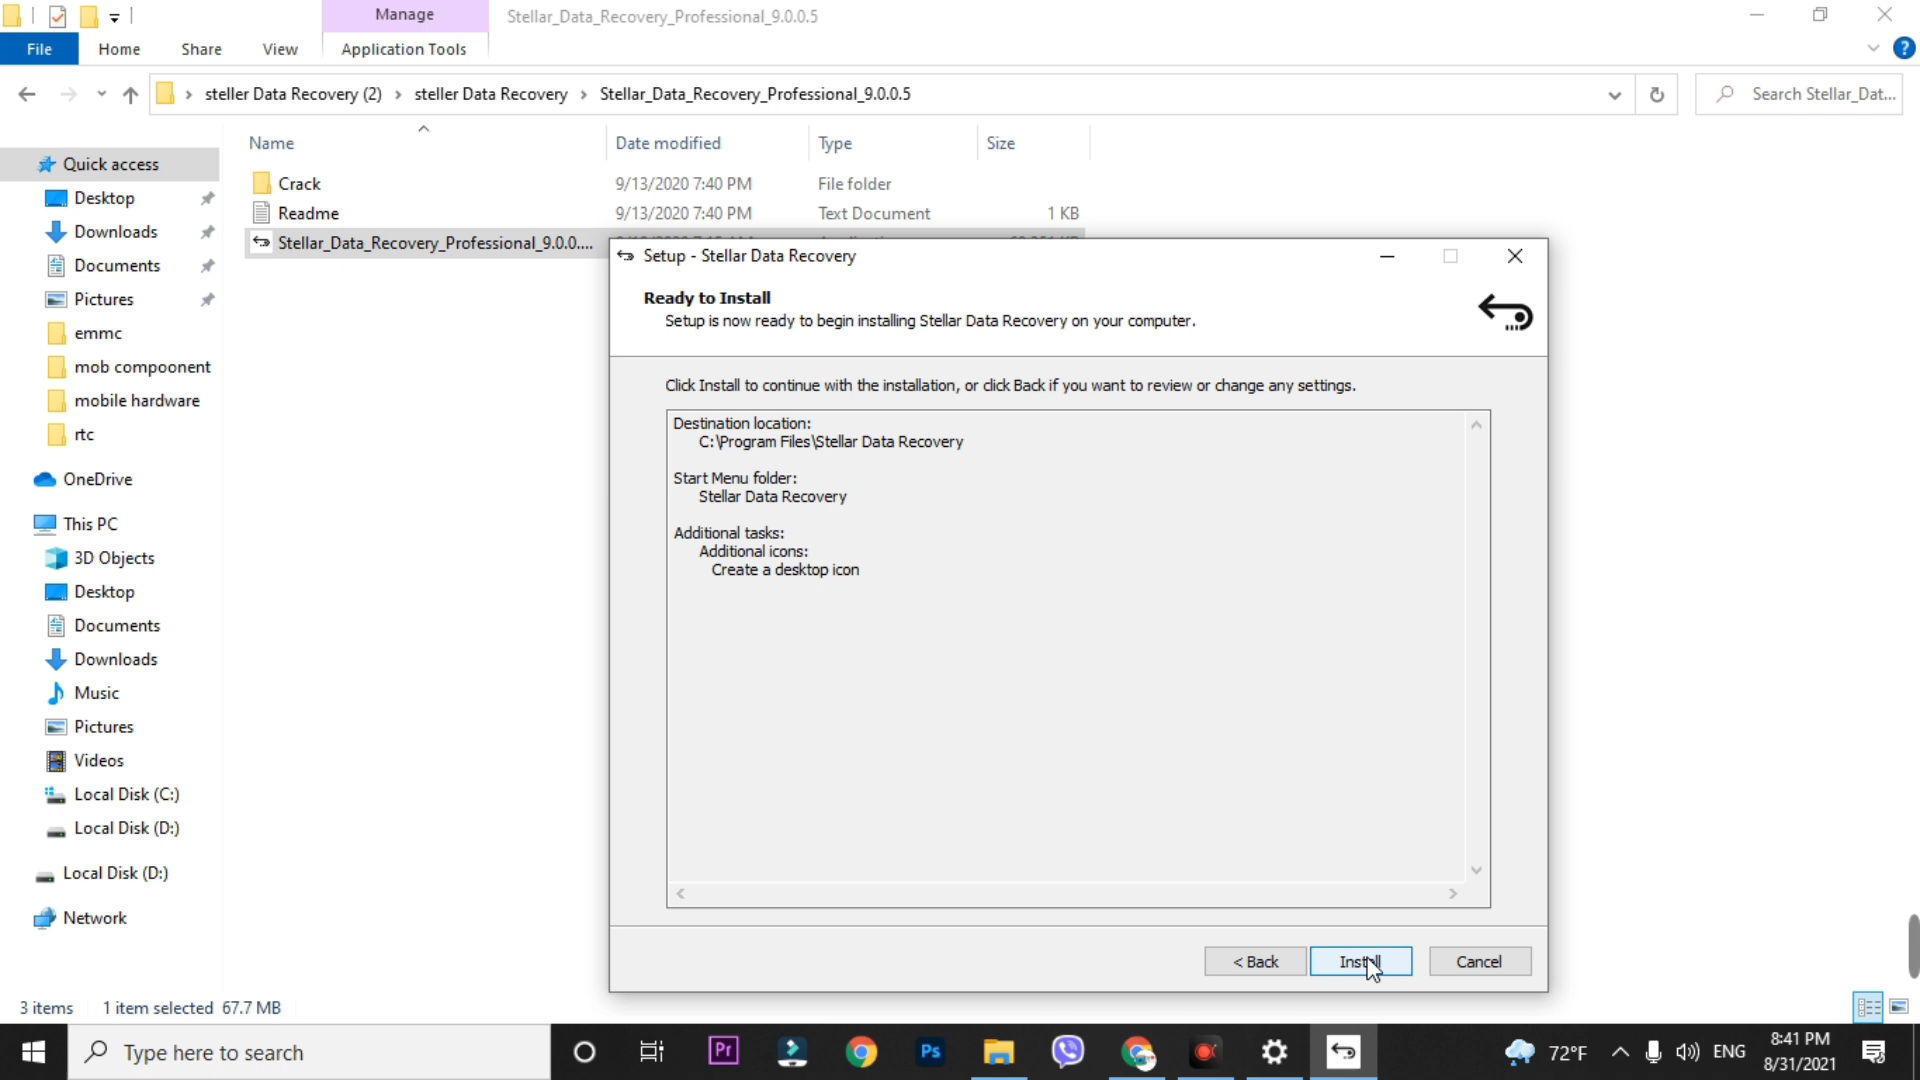 Manage
Stellar_Data_Recovery_Professional_9.0.0.5
File
Home
Share
View
Application Tools
steller Data Recovery (2) › steller Data Recovery › Stellar_Data_Recovery_Professional_9.0.0.5
Search Stellar_Dat...
Name
Date modified
Type
Size
Crack
9/13/2020 7:40 PM
File folder
Readme
9/13/2020 7:40 PM
Text Document
1 KB
Stellar_Data_Recovery_Professional_9.0.0....
Quick access
Desktop
Downloads
Documents
Pictures
emmc
mob compoonent
mobile hardware
rtc
OneDrive
This PC
3D Objects
Desktop
Documents
Downloads
Music
Pictures
Videos
Local Disk (C:)
Local Disk (D:)
Local Disk (D:)
Network
Setup - Stellar Data Recovery
Ready to Install
Setup is now ready to begin installing Stellar Data Recovery on your computer.
Click Install to continue with the installation, or click Back if you want to review or change any settings.
Destination location:
C:\Program Files\Stellar Data Recovery
Start Menu folder:
Stellar Data Recovery
Additional tasks:
Additional icons:
Create a desktop icon
< Back
Install
Cancel
3 items
1 item selected 67.7 MB
Type here to search
Pr
Ps
72°F
ENG
8:41 PM
8/31/2021